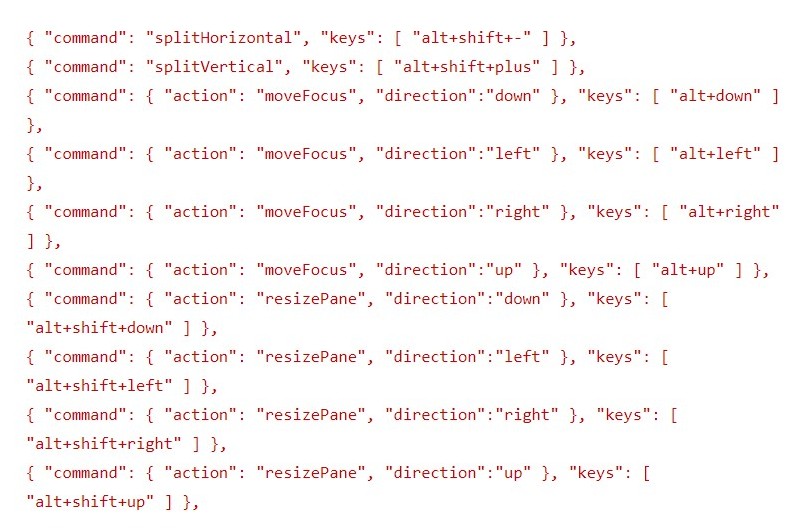 { "command": "splitHorizontal", "keys": [ "alt+shift+-" ] },
{ "command": "splitVertical", "keys": [ "alt+shift+plus" ] },
{ "command": { "action": "moveFocus", "direction":"down" }, "keys": [ "alt+down" ]
},
{ "command": { "action": "moveFocus", "direction":"left" }, "keys": [ "alt+left" ]
},
{ "command": { "action": "moveFocus", "direction":"right" }, "keys": [ "alt+right"
] },
{ "command": { "action": "moveFocus", "direction":"up" }, "keys": [ "alt+up" ] },
{ "command": { "action": "resizePane", "direction":"down" }, "keys": [
"alt+shift+down" ] },
{ "command": { "action": "resizePane", "direction":"left" }, "keys": [
"alt+shift+left" ] },
{ "command": { "action": "resizePane", "direction":"right" }, "keys": [
"alt+shift+right" ] },
{ "command": { "action": "resizePane", "direction":"up" }, "keys": [
"alt+shift+up" ] },